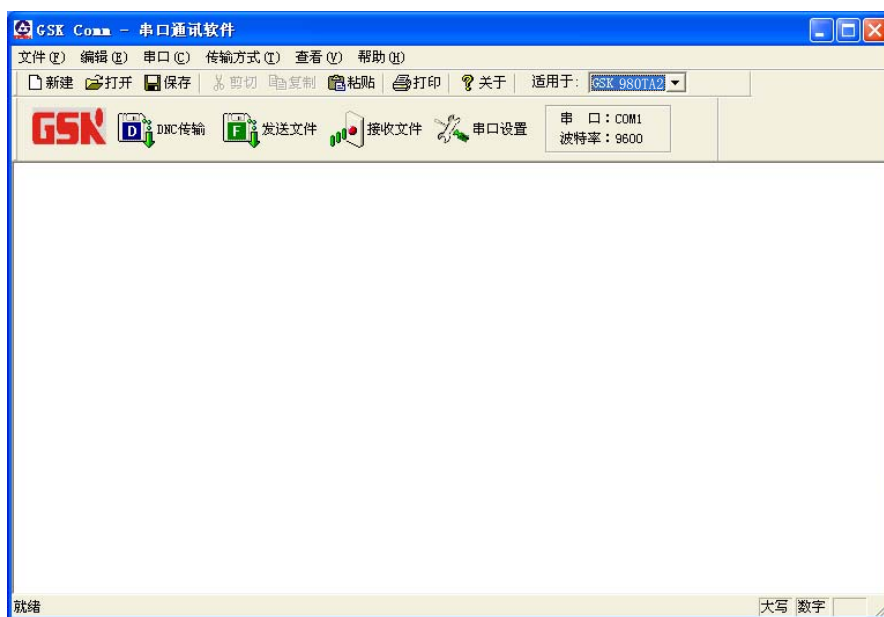 GSK Comm - 串口通讯软件
文件(F) 编辑(E) 串口(C) 传输方式(T) 查看(V) 帮助(H)
新建 打开 保存 剪切 复制 粘贴 打印 关于 适用于: GSK 980TA2
GSK D DNC传输 F 发送文件 接收文件 串口设置
串 口：COM1
波特率：9600
就绪 大写 数字